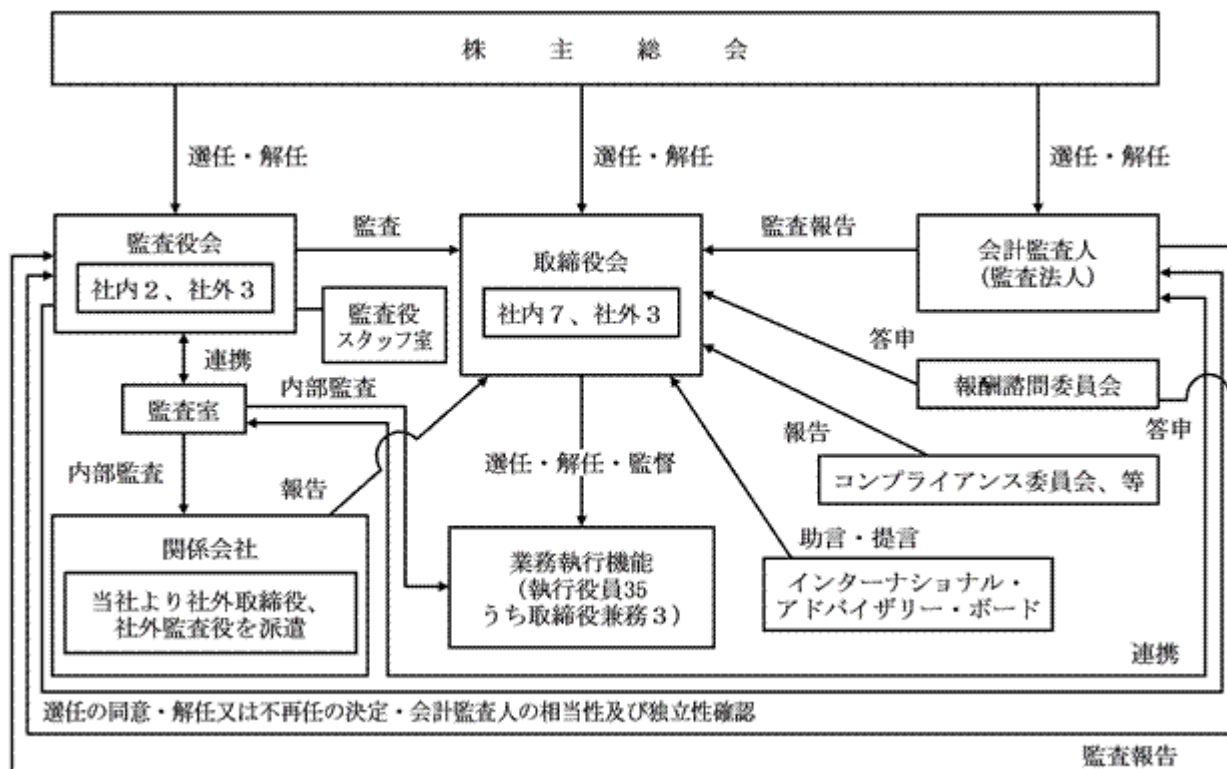 株主総会
選任・解任
選任・解任
選任・解任
監査役会
社内2、社外3
監査
取締役会
社内7、社外3
監査報告
会計監査人
(監査法人)
監査役
スタッフ室
連携
内部監査
監査室
答申
報酬諮問委員会
答申
報告
コンプライアンス委員会、等
内部監査
報告
選任・解任・監督
関係会社
当社より社外取締役、
社外監査役を派遣
業務執行機能
(執行役員35
うち取締役兼務3)
助言・提言
インターナショナル・
アドバイザリー・ボード
連携
選任の同意・解任又は不再任の決定・会計監査人の相当性及び独立性確認
監査報告